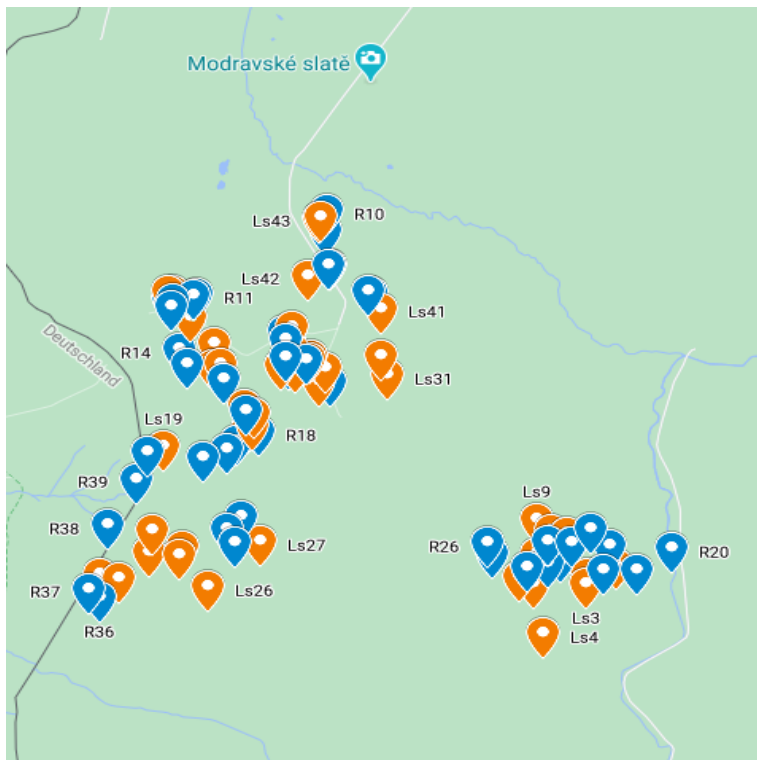 Modravské slatě
Ls43
R10
Ls42
R11
Ls41
Deutschland
R14
Ls31
Ls19
R18
R39
Ls9
R38
Ls27
R26
R20
R37
Ls26
Ls3
R36
Ls4